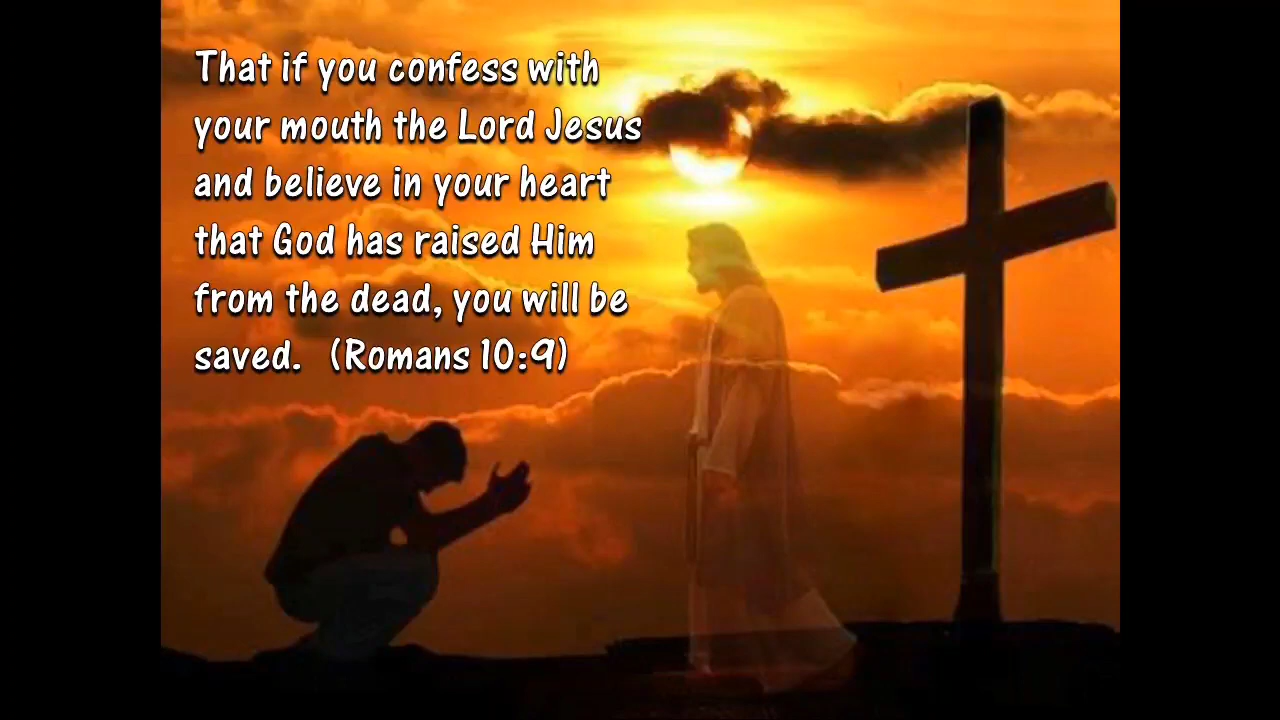 That if you confess with
your mouth the Lord Jesus
and believe in your heart
that God has raised Him
from the dead, you will be
saved. (Romans 10:9)